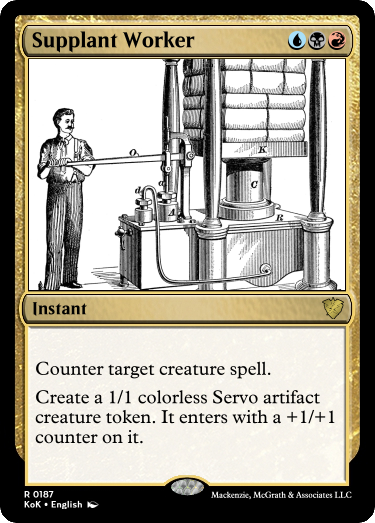 Supplant Worker
O
K
C
A
R
Instant
Counter target creature spell.
Create a 1/1 colorless Servo artifact
creature token. It enters with a +1/+1
counter on it.
R 0187
KoK • English
Mackenzie, McGrath & Associates LLC